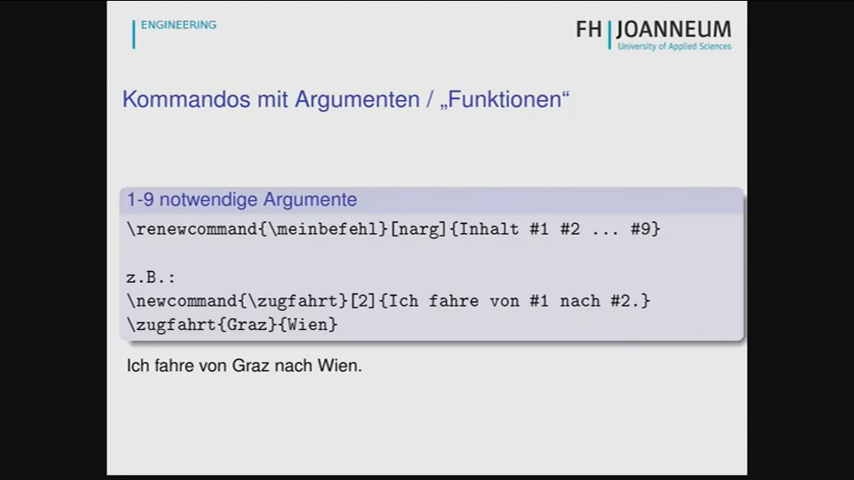 ENGINEERING
FH JOANNEUM
University of Applied Sciences
Kommandos mit Argumenten / „Funktionen“
1-9 notwendige Argumente
\renewcommand{\meinbefehl}[narg]{Inhalt #1 #2 ... #9}
z.B.:
\newcommand{\zugfahrt}[2]{Ich fahre von #1 nach #2.}
\zugfahrt{Graz}{Wien}
Ich fahre von Graz nach Wien.